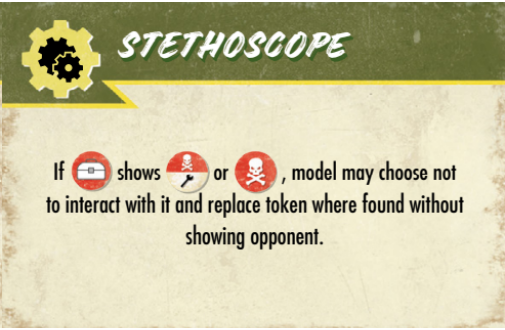 STETHOSCOPE
If shows or , model may choose not
to interact with it and replace token where found without
showing opponent.